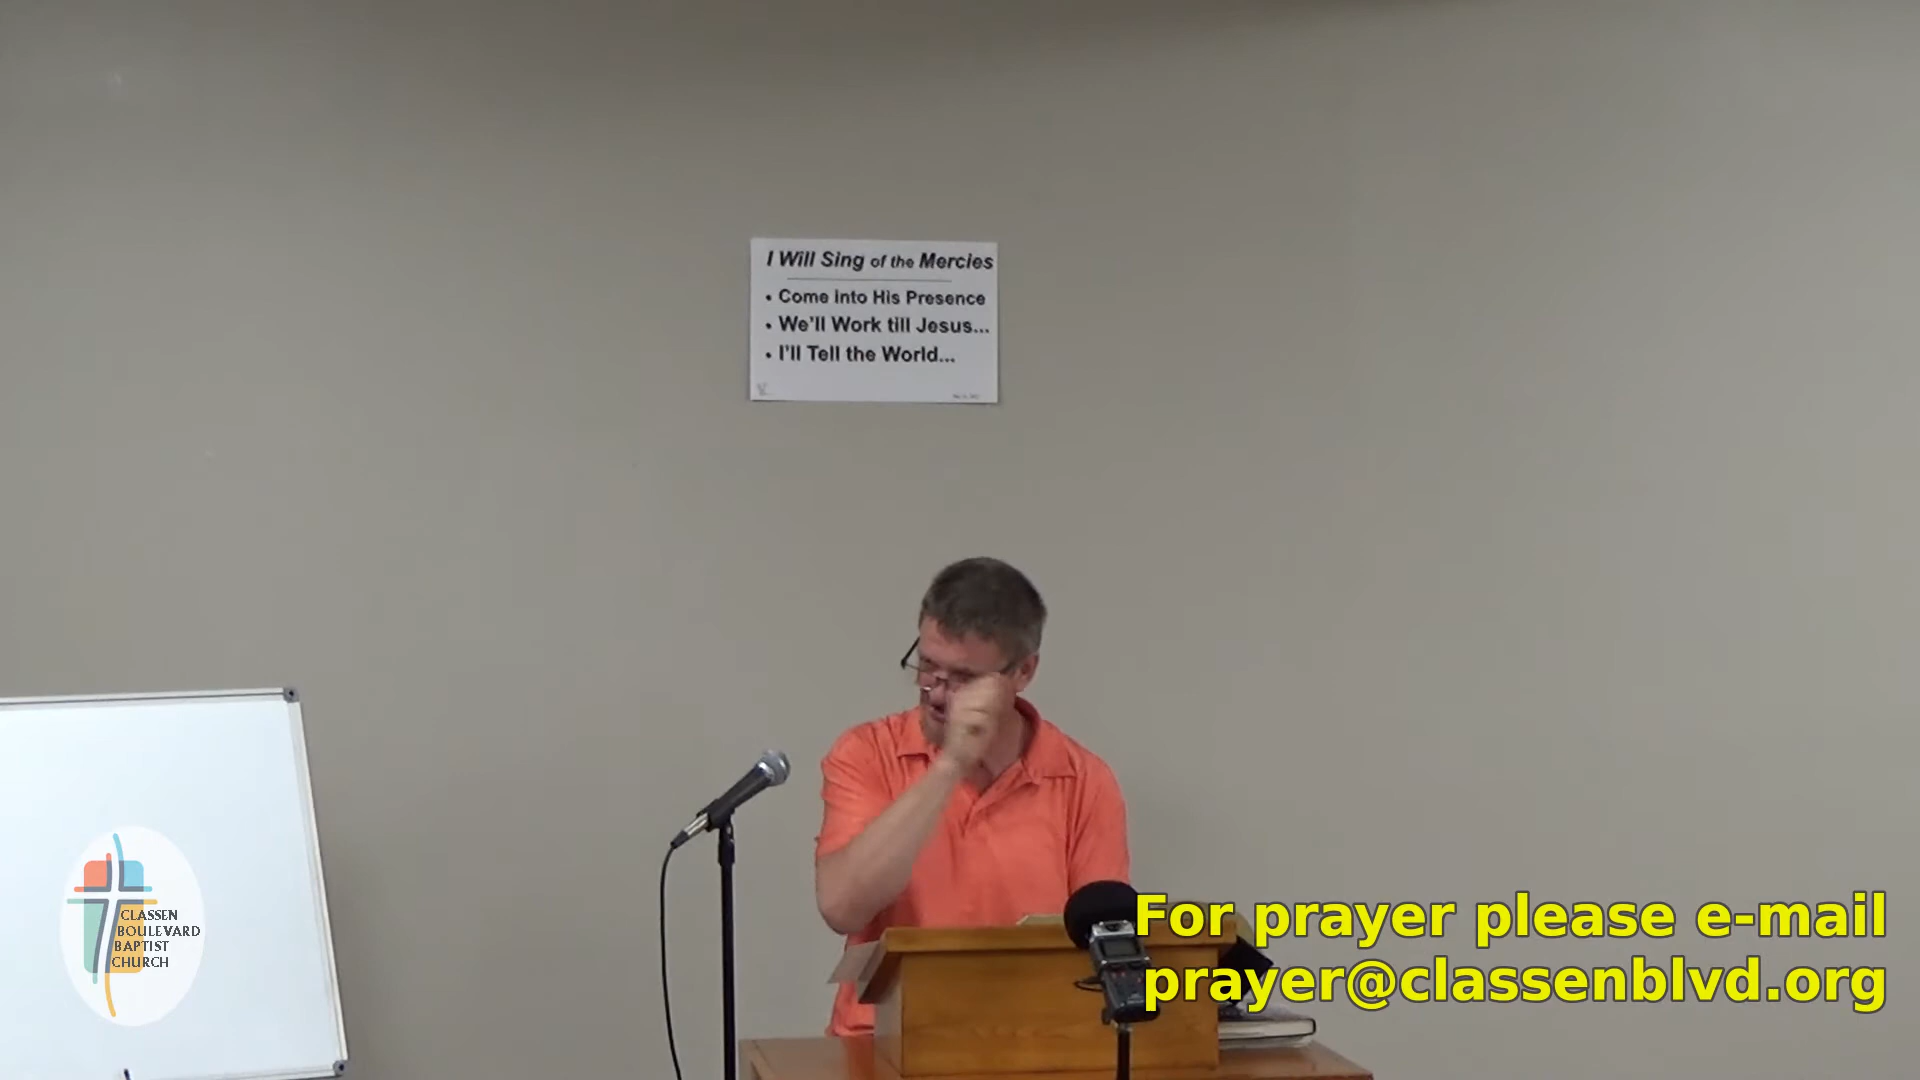 I Will Sing of the Mercies
• Come into His Presence
• We'll Work till Jesus...
• I'll Tell the World...
CLASSEN
BOULEVARD
BAPTIST
CHURCH
For prayer please e-mail
prayer@classenblvd.org